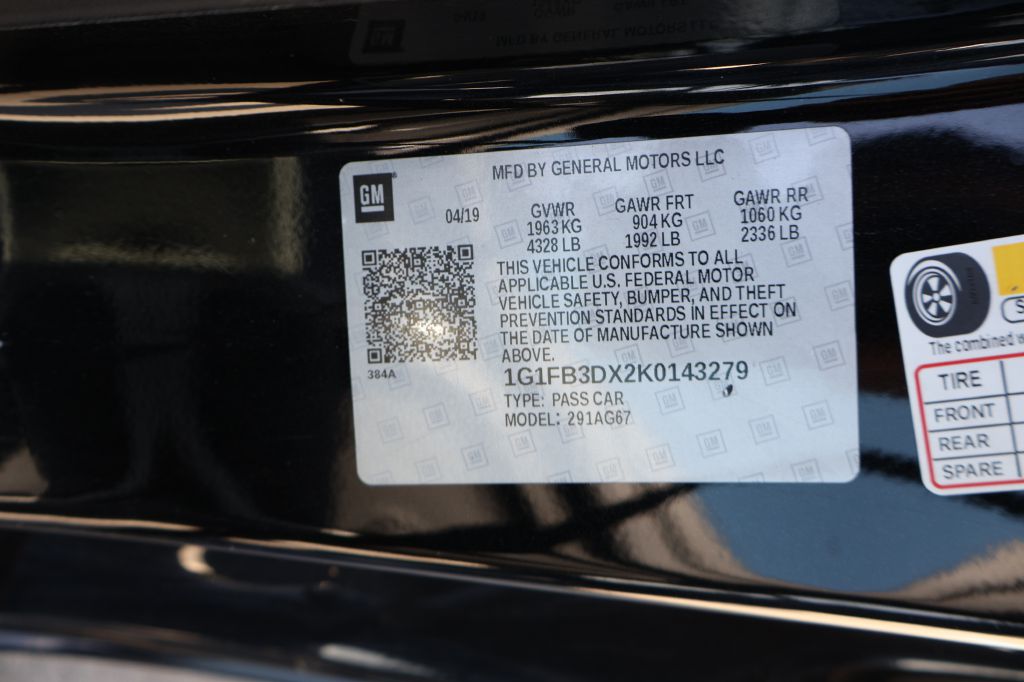 MFD BY GENERAL MOTORS LLC
GM
04/19
GVWR
1963 KG
4328 LB
GAWR FRT
904 KG
1992 LB
GAWR RR
1060 KG
2336 LB
THIS VEHICLE CONFORMS TO ALL
APPLICABLE U.S. FEDERAL MOTOR
VEHICLE SAFETY, BUMPER, AND THEFT
PREVENTION STANDARDS IN EFFECT ON
THE DATE OF MANUFACTURE SHOWN
ABOVE.
384A
1G1FB3DX2K0143279
TYPE: PASS CAR
MODEL: 291AG67
The combined
TIRE
FRONT
REAR
SPARE